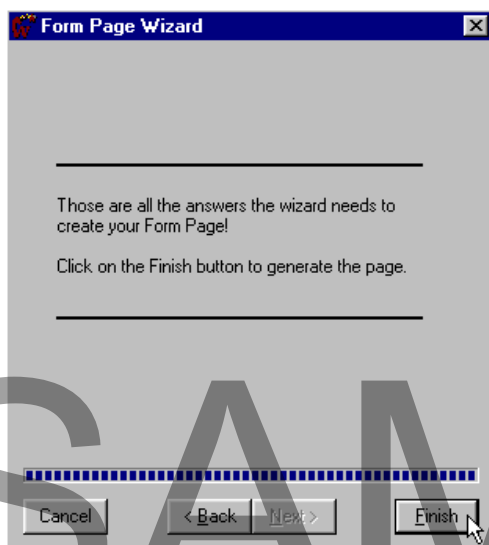 Form Page Wizard
Those are all the answers the wizard needs to
create your Form Page!
Click on the Finish button to generate the page.
Cancel
< Back
Next >
Finish
SAM